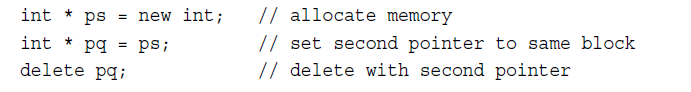 int * ps = new int;   // allocate memory
int * pq = ps;        // set second pointer to same block
delete pq;            // delete with second pointer